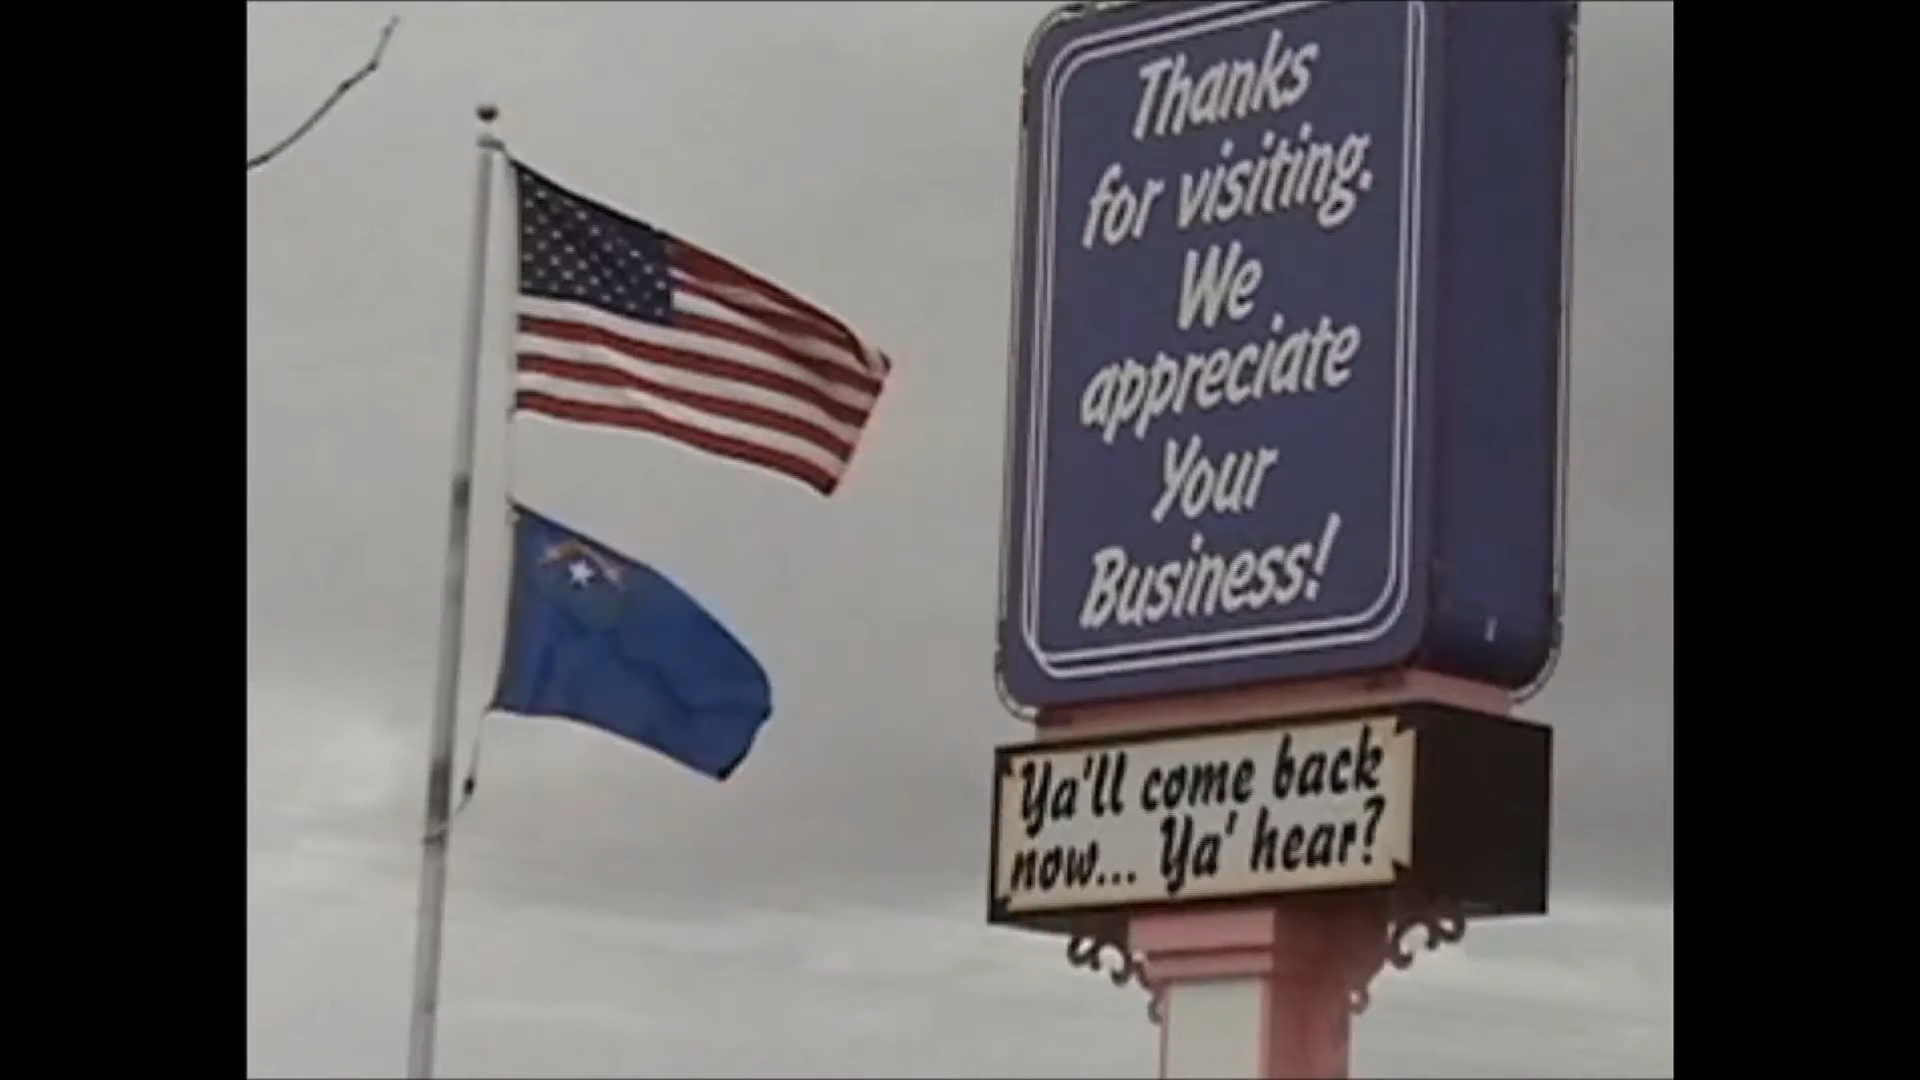 Thanks
for visiting.
We
appreciate
Your
Business!
Ya'll come back
now... Ya' hear?